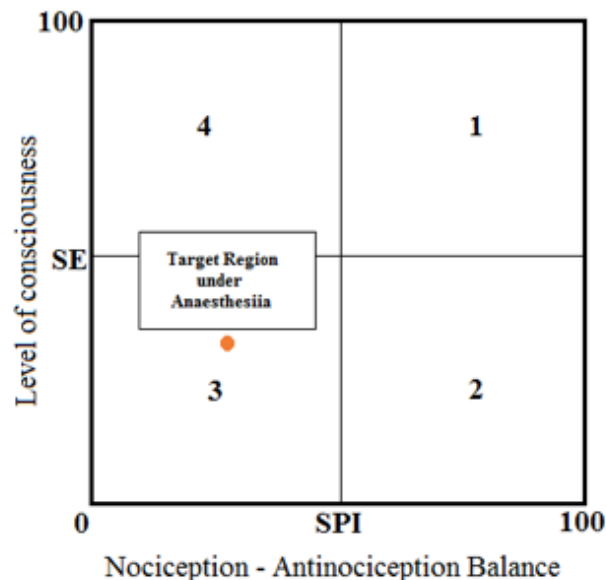 100
4
1
Level of consciousness
SE
Target Region
under
Anaesthesiia
3
2
0
SPI
100
Nociception - Antinociception Balance